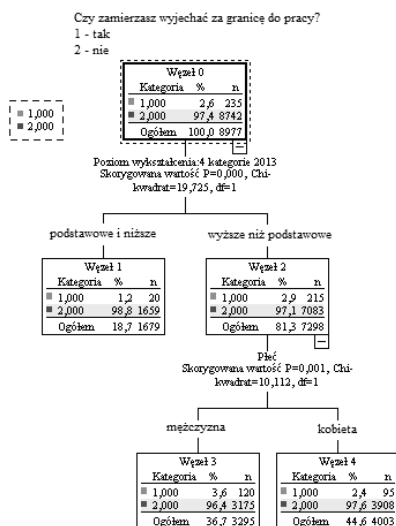 Czy zamierzasz wyjechać za granicę do pracy?
1 - tak
2 - nie
1,000
2,000
Węzeł 0
Kategoria % n
1,000 2,6 235
2,000 97,4 8742
Ogółem 100,0 8977
Poziom wykształcenia:4 kategorie 2013
Skorygowana wartość P=0,000, Chi-
kwadrat=19,725, df=1
podstawowe i niższe
wyższe niż podstawowe
Węzeł 1
Kategoria % n
1,000 1,2 20
2,000 98,8 1659
Ogółem 18,7 1679
Węzeł 2
Kategoria % n
1,000 2,9 215
2,000 97,1 7083
Ogółem 81,3 7298
Płeć
Skorygowana wartość P=0,001, Chi-
kwadrat=10,112, df=1
mężczyzna
kobieta
Węzeł 3
Kategoria % n
1,000 3,6 120
2,000 96,4 3175
Ogółem 36,7 3295
Węzeł 4
Kategoria % n
1,000 2,4 95
2,000 97,6 3908
Ogółem 44,6 4003